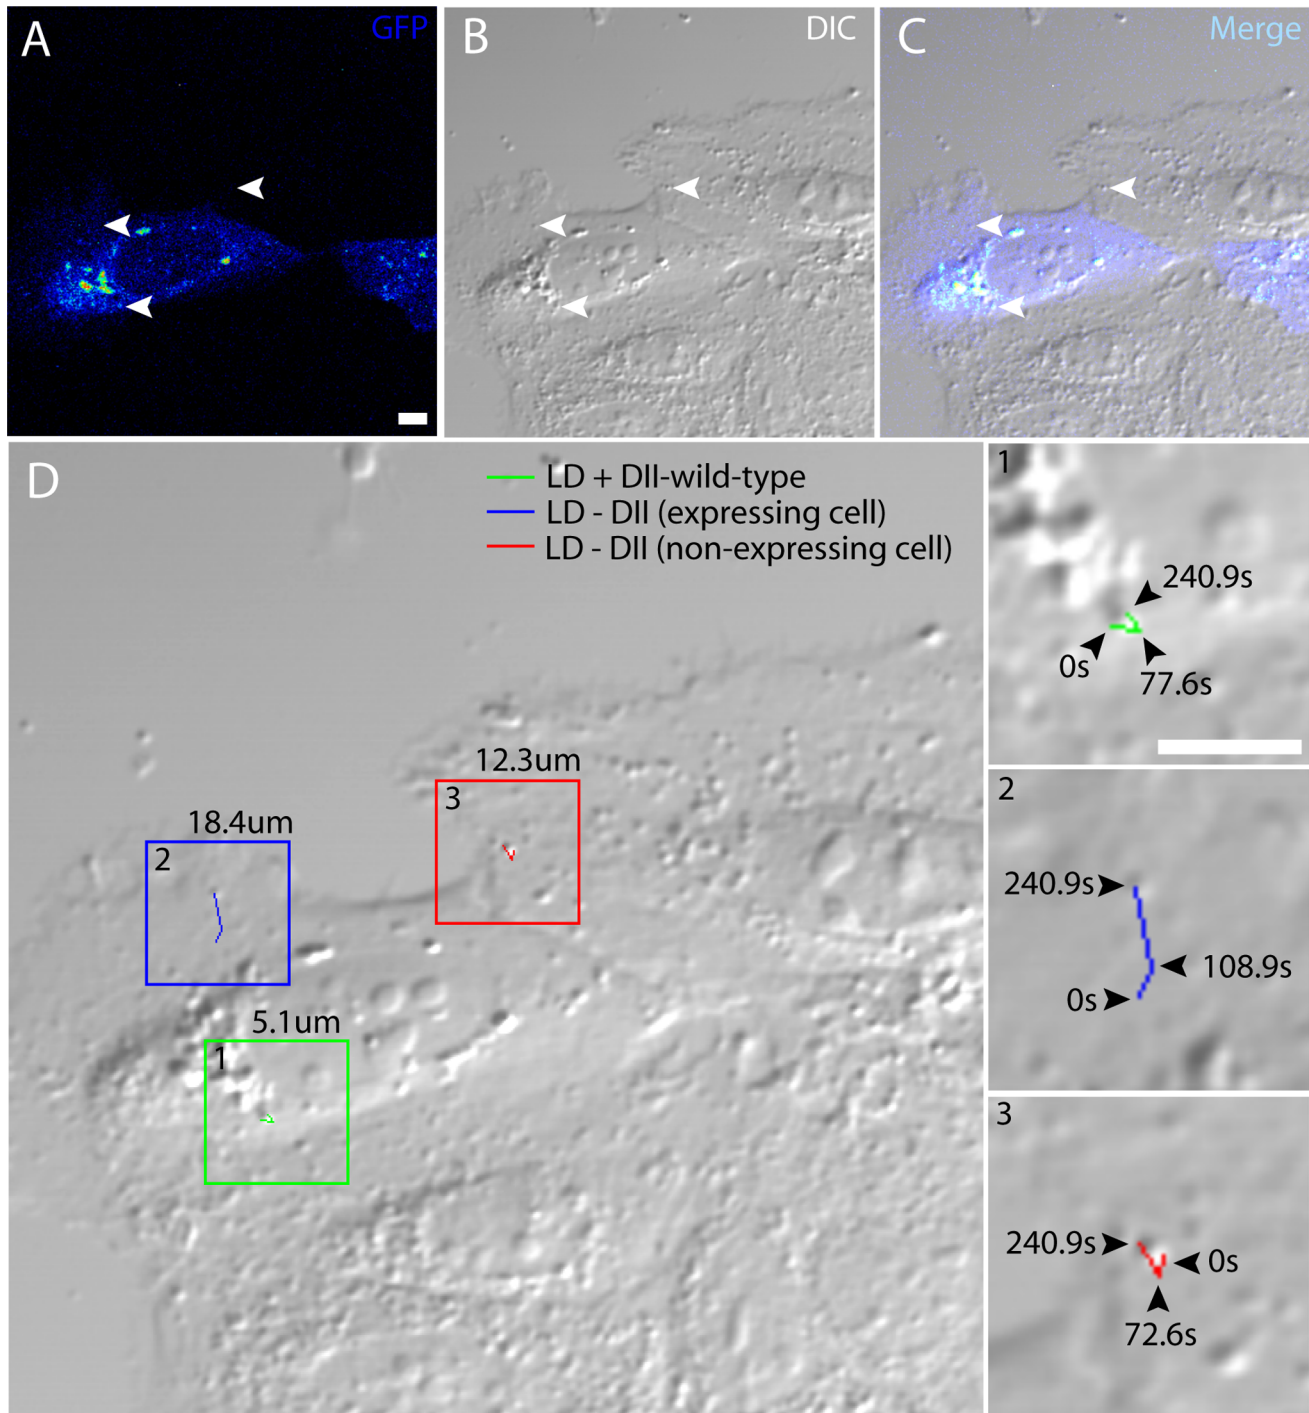 A
GFP
B
DIC
C
Merge
D
LD + DII-wild-type
LD - DII (expressing cell)
LD - DII (non-expressing cell)
12.3um
3
18.4um
2
5.1um
1
1
240.9s
0s
77.6s
2
240.9s
108.9s
0s
3
240.9s
0s
72.6s